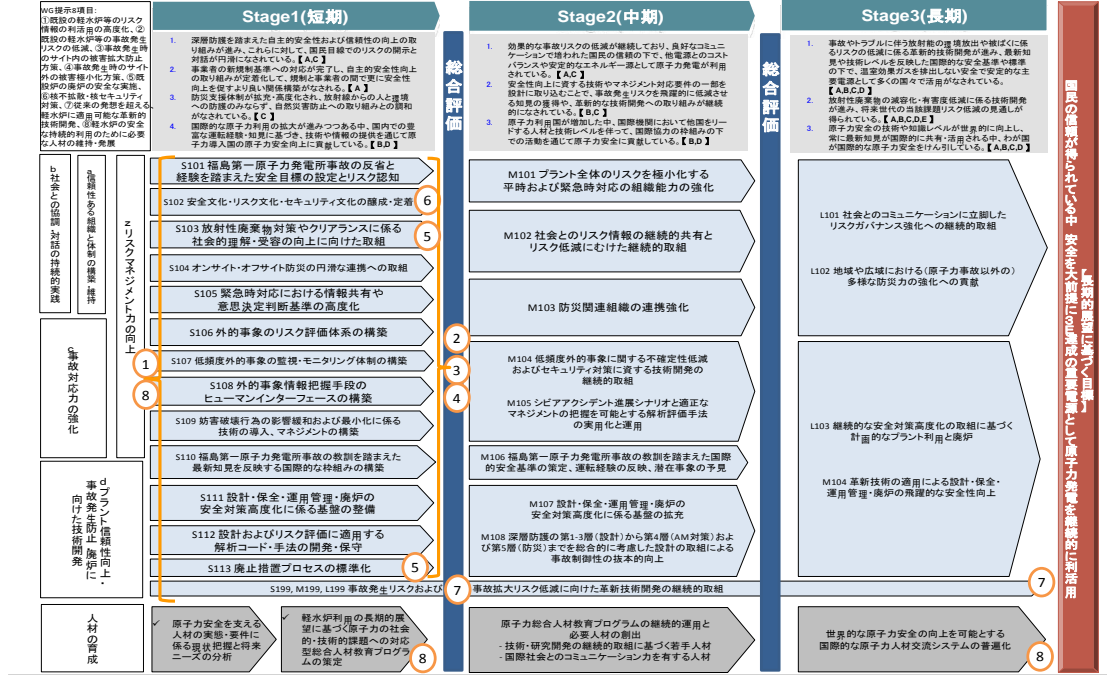 WG提示8項目:
①既設の軽水炉等のリスク
情報の利活用の高度化、②
既設の軽水炉等の事故発生
リスクの低減、③事故発生時
のサイト内の被害拡大防止
方策、④事故発生時のサイト
外の被害極小化方策、⑤既
設炉の廃炉の安全な実施、
⑥核不拡散・核セキュリティ
対策、⑦従来の発想を超える、
軽水炉に適用可能な革新的
技術開発、⑧軽水炉の安全
な持続的利用のために必要
な人材の維持・発展
Stage1(短期)
1. 深層防護を踏まえた自主的安全性および信頼性の向上の取
り組みが進み、これらに対して、国民目線でのリスクの開示と
対話が円滑になされている。【A,C】
2. 事業者の新規制基準への対応が完了し、自主的安全性向上
の取り組みが定着化して、規制と事業者の間で更に安全性
向上を促すより良い関係構築がなされる。【A】
3. 防災支援体制が拡充・高度化され、放射線からの人と環境
への防護のみならず、自然災害防止への取り組みとの調和
がなされている。【C】
4. 国際的な原子力利用の拡大が進みつつある中、国内での豊
富な運転経験・知見に基づき、技術や情報の提供を通じて原
子力導入国の原子力安全向上に貢献している。【B,D】
総合評価
Stage2(中期)
1. 効果的な事故リスクの低減が継続しており、良好なコミュニ
ケーションで培われた国民の信頼の下で、他電源とのコスト
バランスや安定的なエネルギー源として原子力発電が利用
されている。【A,C】
2. 安全性向上に資する技術やマネジメント対応要件の一部を
設計に取り込むことで、事故発生リスクを飛躍的に低減させ
る知見の獲得や、革新的な技術開発への取り組みが継続
的になされている。【B,C】
3. 原子力利用国が増加した中、国際機関において他国をリー
ドする人材と技術レベルを伴って、国際協力の枠組みの下
での活動を通じて原子力安全に貢献している。【B,D】
総合評価
Stage3(長期)
1. 事故やトラブルに伴う放射能の環境放出や被ばくに係
るリスクの低減に係る革新的技術開発が進み、最新知
見や技術レベルを反映した国際的な安全基準や標準
の下で、温室効果ガスを排出しない安全で安定的な主
要電源として多くの国々で活用がなされている。
【A,B,C,D】
2. 放射性廃棄物の減容化・有害度低減に係る技術開発
が進み、将来世代の当該課題リスク低減の見通しが
得られている。【A,B,C,D,E】
3. 原子力安全の技術や知識レベルが世界的に向上し、
常に最新知見が国際的に共有・活用される中、わが国
が国際的な原子力安全をけん引している。【A,B,C,D】
【長期的展望に基づく目標】
国民の信頼が得られている中 安全を大前提に3E達成の重要電源として原子力発電を継続的に利活用
b社会との協調・対話の持続的実践
a信頼性ある組織と体制の構築・維持
zリスクマネジメント力の向上
c事故対応力の強化
dプラント信頼性向上・
事故発生防止・廃炉に
向けた技術開発
人材の育成
S101 福島第一原子力発電所事故の反省と
経験を踏まえた安全目標の設定とリスク認知
S102 安全文化・リスク文化・セキュリティ文化の醸成・定着
⑥
S103 放射性廃棄物対策やクリアランスに係る
社会的理解・受容の向上に向けた取組
⑤
S104 オンサイト・オフサイト防災の円滑な連携への取組
S105 緊急時対応における情報共有や
意思決定判断基準の高度化
S106 外的事象のリスク評価体系の構築
S107 低頻度外的事象の監視・モニタリング体制の構築
①
S108 外的事象情報把握手段の
ヒューマンインターフェースの構築
⑧
S109 妨害破壊行為の影響緩和および最小化に係る
技術の導入、マネジメントの構築
S110 福島第一原子力発電所事故の教訓を踏まえた
最新知見を反映する国際的な枠組みの構築
S111 設計・保全・運用管理・廃炉の
安全対策高度化に係る基盤の整備
S112 設計およびリスク評価に適用する
解析コード・手法の開発・保守
S113 廃止措置プロセスの標準化
⑤
②
③
④
M101 プラント全体のリスクを極小化する
平時および緊急時対応の組織能力の強化
M102 社会とのリスク情報の継続的共有と
リスク低減にむけた継続的取組
M103 防災関連組織の連携強化
M104 低頻度外的事象に関する不確定性低減
およびセキュリティ対策に資する技術開発の
継続的取組
M105 シビアアクシデント進展シナリオと適正な
マネジメントの把握を可能とする解析評価手法
の実用化と運用
M106 福島第一原子力発電所事故の教訓を踏まえた国際
的安全基準の策定、運転経験の反映、潜在事象の予見
M107 設計・保全・運用管理・廃炉の
安全対策高度化に係る基盤の拡充
M108 深層防護の第1-3層(設計)から第4層(AM対策)お
よび第5層(防災)までを総合的に考慮した設計の取組による
事故制御性の抜本的向上
L101 社会とのコミュニケーションに立脚した
リスクガバナンス強化への継続的取組
L102 地域や広域における(原子力事故以外の)
多様な防災力の強化への貢献
L103 継続的な安全対策高度化の取組に基づく
計画的なプラント利用と廃炉
M104 革新技術の適用による設計・保全・
運用管理・廃炉の飛躍的な安全性向上
S199, M199, L199 事故発生リスクおよび ⑦ 事故拡大リスク低減に向けた革新技術開発の継続的取組
⑦
✓ 原子力安全を支える
人材の実態・要件に
係る現状把握と将来
ニーズの分析
✓ 軽水炉利用の長期的展
望に基づく原子力の社会
的・技術的課題への対応
型総合人材教育プログラ
ムの策定
⑧
原子力総合人材教育プログラムの継続的運用と
必要人材の創出
- 技術・研究開発の継続的取組に基づく若手人材
- 国際社会とのコミュニケーション力を有する人材
世界的な原子力安全の向上を可能とする
国際的な原子力人材交流システムの普遍化
⑧